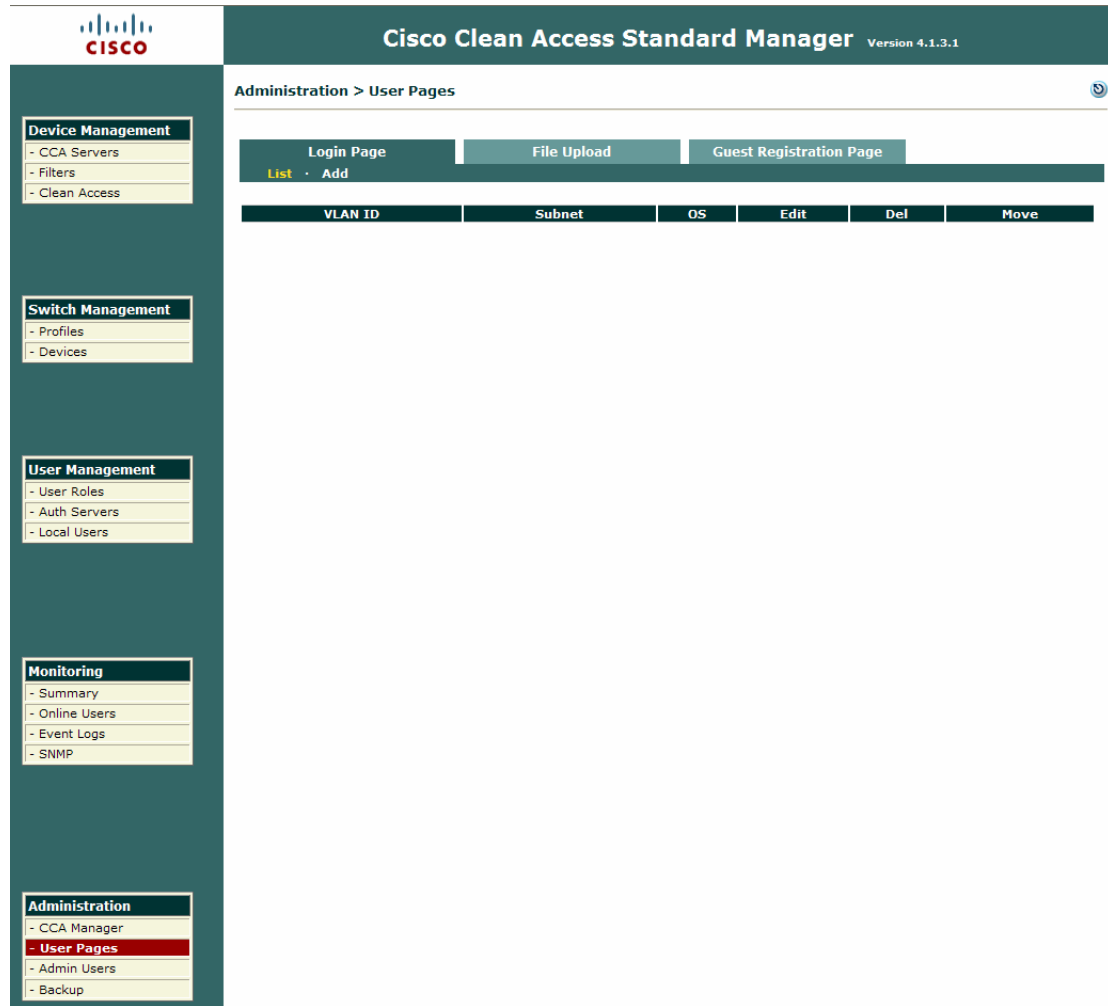 CISCO
Cisco Clean Access Standard Manager Version 4.1.3.1
Administration > User Pages
Device Management
- CCA Servers
- Filters
- Clean Access
Login Page File Upload Guest Registration Page
List · Add
VLAN ID Subnet OS Edit Del Move
Switch Management
- Profiles
- Devices
User Management
- User Roles
- Auth Servers
- Local Users
Monitoring
- Summary
- Online Users
- Event Logs
- SNMP
Administration
- CCA Manager
- User Pages
- Admin Users
- Backup